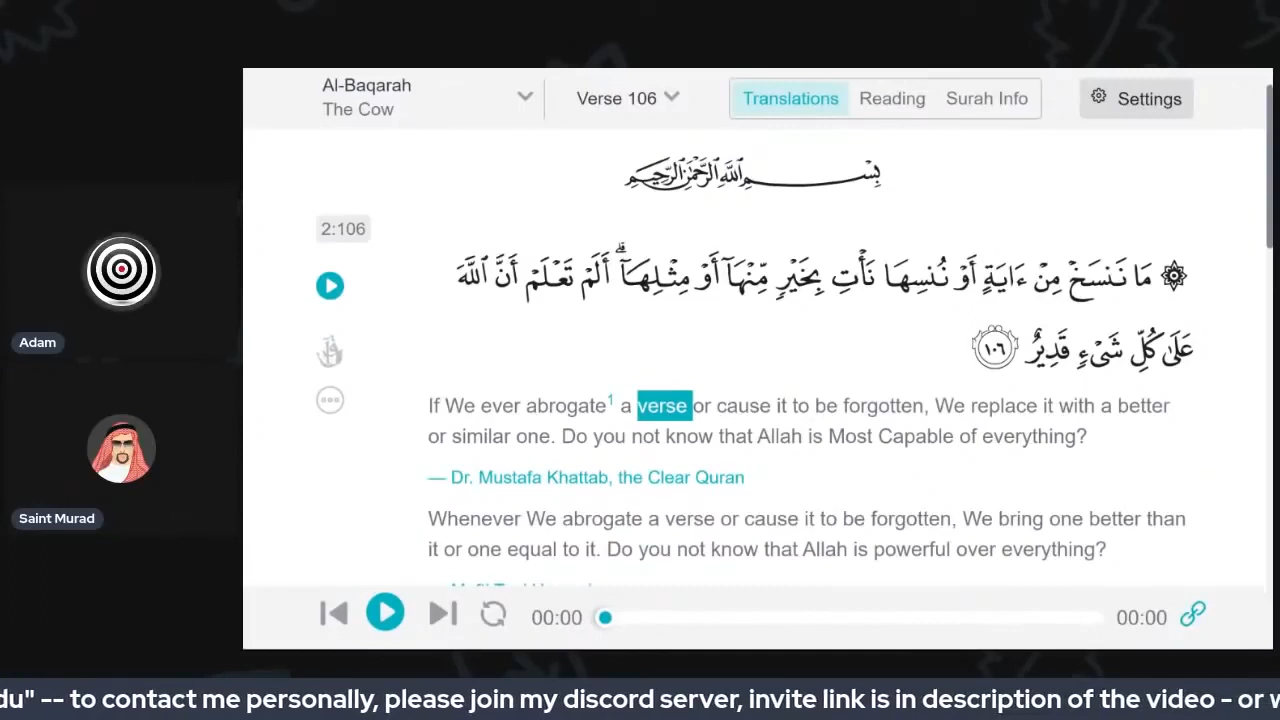 Al-Baqarah
The Cow
Verse 106
Translations
Reading
Surah Info
Settings
بِسْمِ ٱللَّهِ ٱلرَّحْمَٰنِ ٱلرَّحِيمِ
2:106
۞ مَا نَنسَخْ مِنْ ءَايَةٍ أَوْ نُنسِهَا نَأْتِ بِخَيْرٍ مِّنْهَآ أَوْ مِثْلِهَآ ۗ أَلَمْ تَعْلَمْ أَنَّ ٱللَّهَ
عَلَىٰ كُلِّ شَىْءٍ قَدِيرٌ ١٠٦
If We ever abrogate1 a verse or cause it to be forgotten, We replace it with a better
or similar one. Do you not know that Allah is Most Capable of everything?
— Dr. Mustafa Khattab, the Clear Quran
Whenever We abrogate a verse or cause it to be forgotten, We bring one better than
it or one equal to it. Do you not know that Allah is powerful over everything?
00:00
00:00
Adam
Saint Murad
du" -- to contact me personally, please join my discord server, invite link is in description of the video - or w